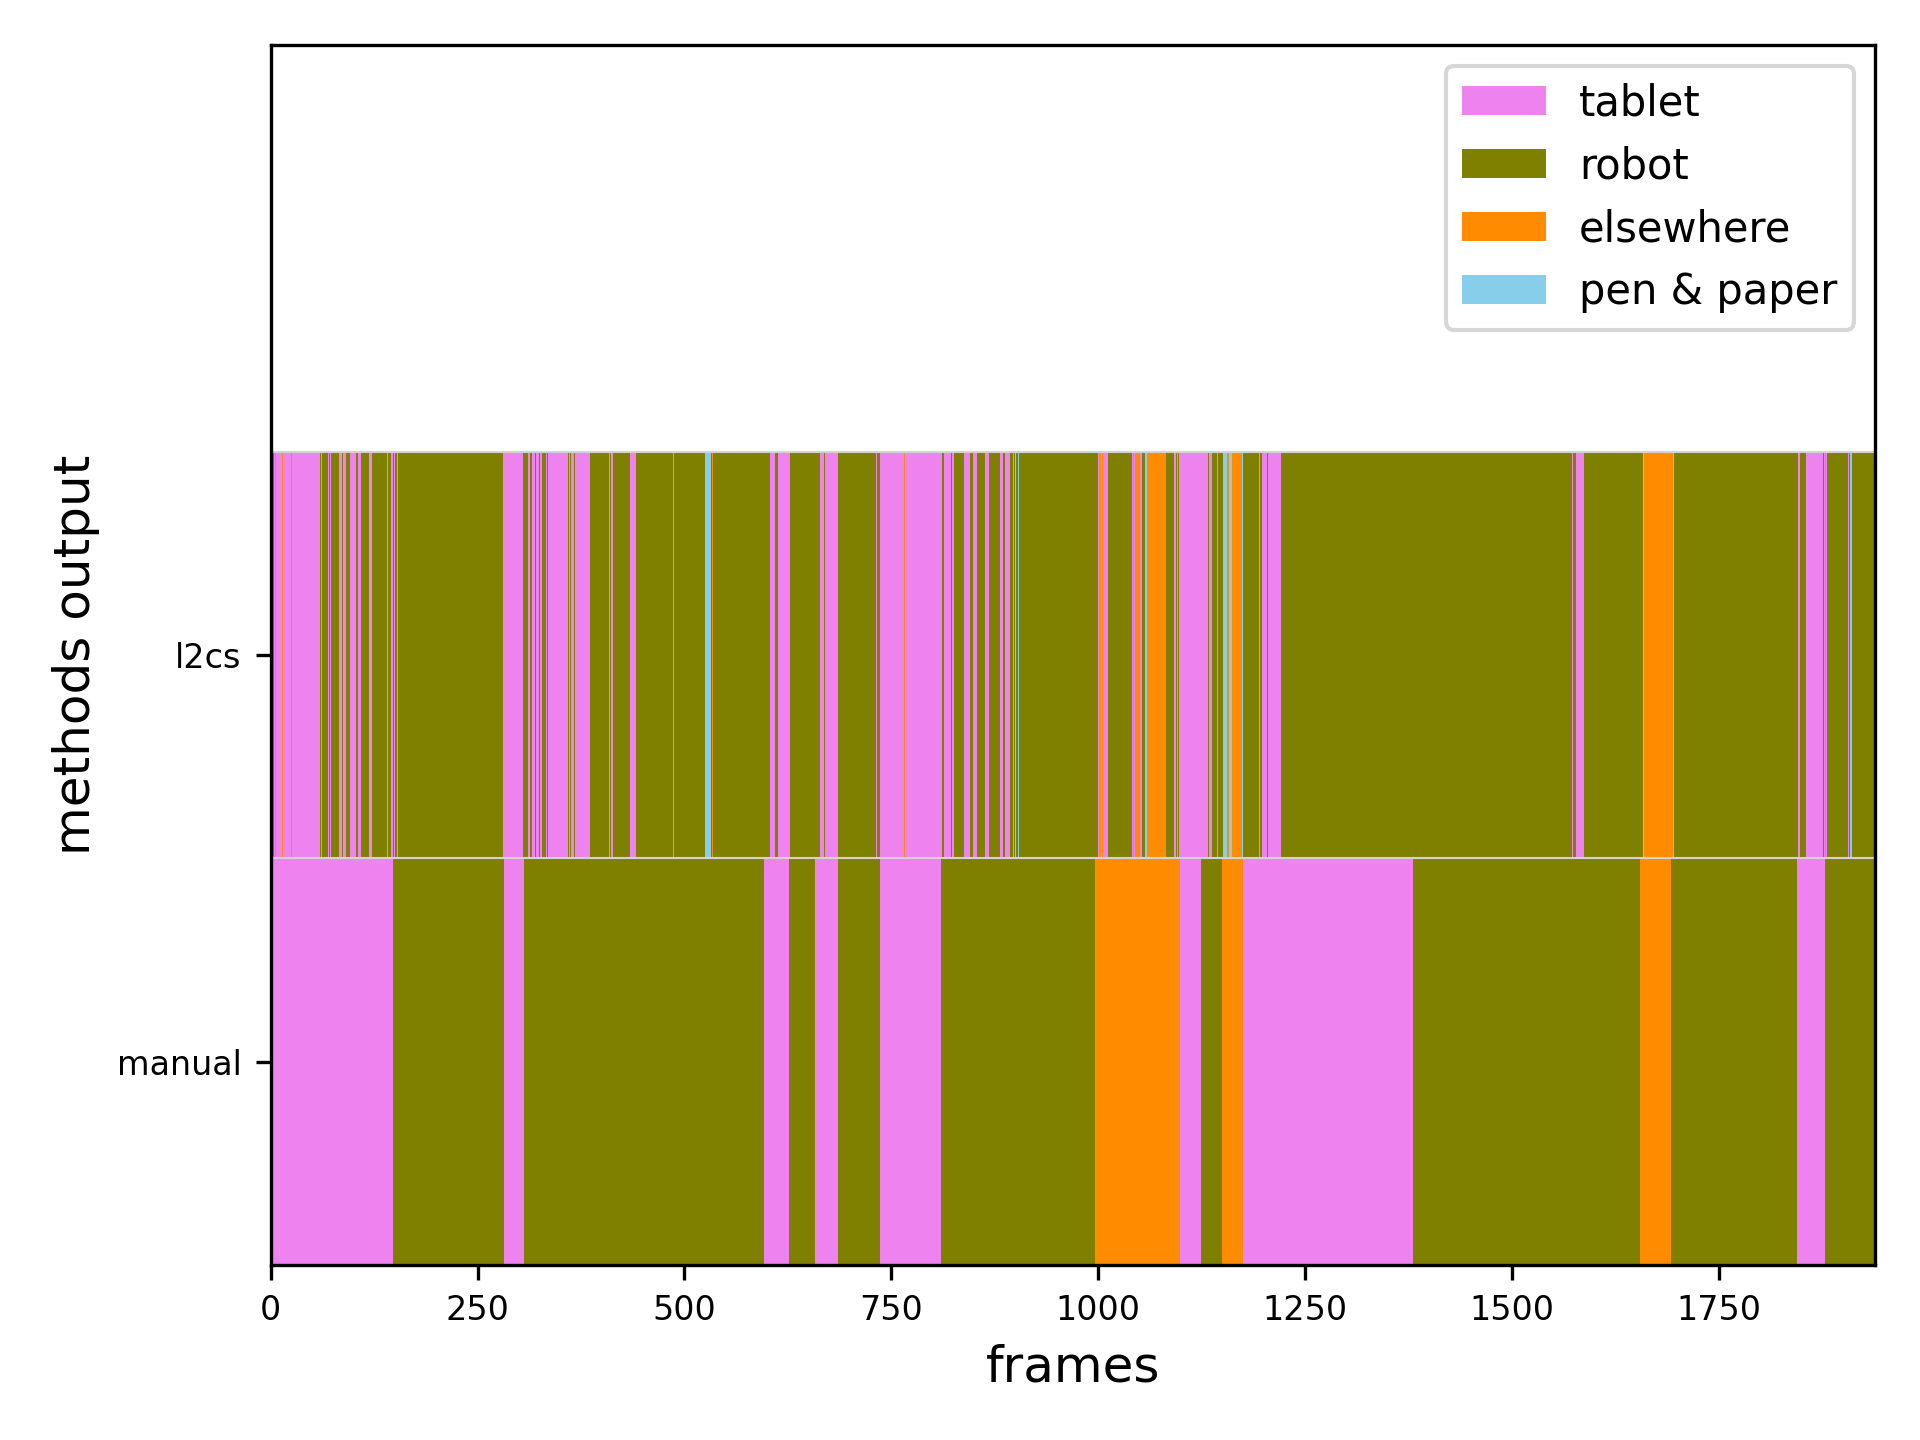 tablet
robot
elsewhere
pen & paper
methods output
l2cs
manual
0 250 500 750 1000 1250 1500 1750
frames